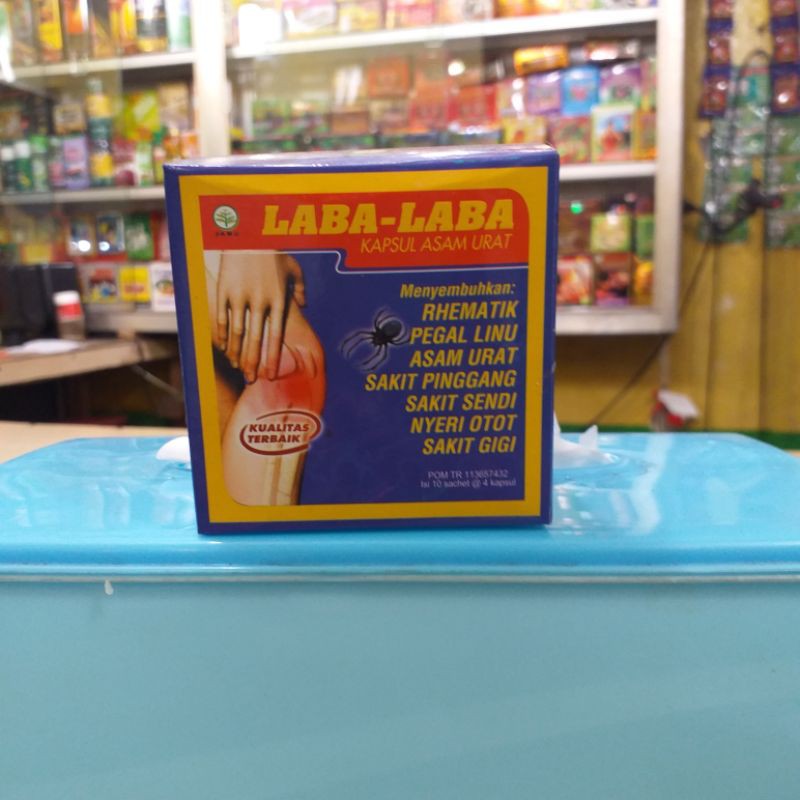 LABA-LABA
KAPSUL ASAM URAT
JAMU
Menyembuhkan:
RHEMATIK
PEGAL LINU
ASAM URAT
SAKIT PINGGANG
SAKIT SENDI
NYERI OTOT
SAKIT GIGI
KUALITAS
TERBAIK
POM TR 113657432
Isi 10 sachet @ 4 kapsul